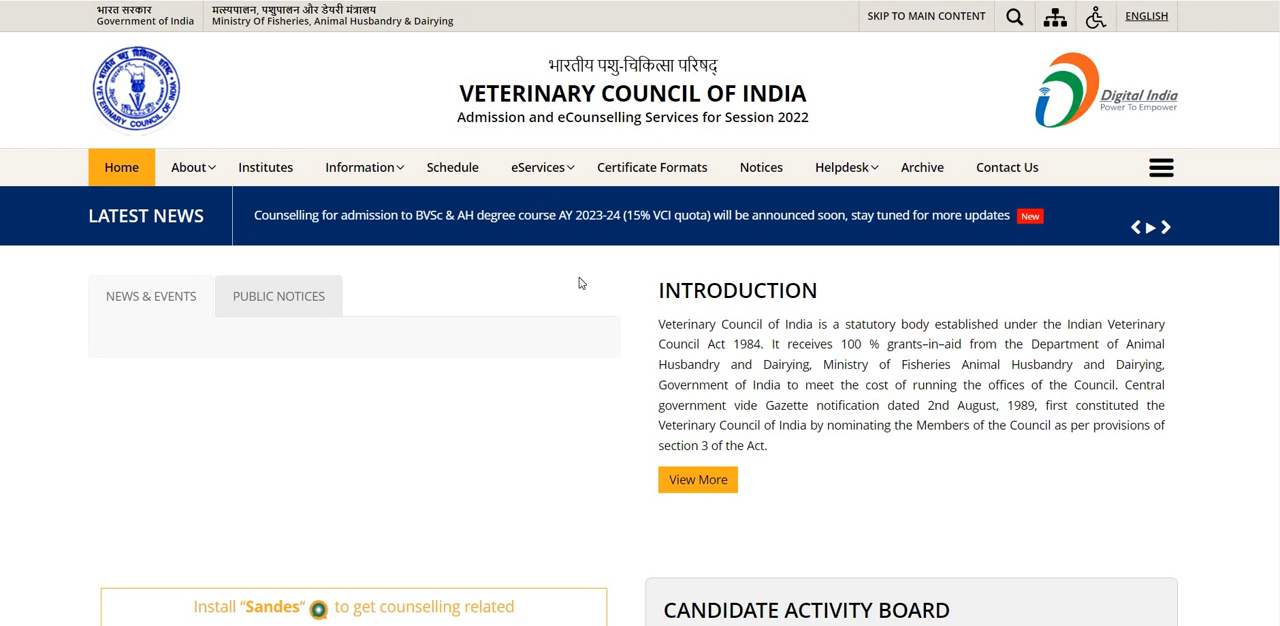 भारत सरकार
Government of India
मत्स्यपालन, पशुपालन और डेयरी मंत्रालय
Ministry Of Fisheries, Animal Husbandry & Dairying
SKIP TO MAIN CONTENT
ENGLISH
VETERINARY COUNCIL OF INDIA
भारतीय पशु-चिकित्सा परिषद्
VETERINARY COUNCIL OF INDIA
Admission and eCounselling Services for Session 2022
Digital India
Power To Empower
Home About Institutes Information Schedule eServices Certificate Formats Notices Helpdesk Archive Contact Us
LATEST NEWS
Counselling for admission to BVSc & AH degree course AY 2023-24 (15% VCI quota) will be announced soon, stay tuned for more updates New
NEWS & EVENTS PUBLIC NOTICES
INTRODUCTION
Veterinary Council of India is a statutory body established under the Indian Veterinary
Council Act 1984. It receives 100 % grants–in–aid from the Department of Animal
Husbandry and Dairying, Ministry of Fisheries Animal Husbandry and Dairying,
Government of India to meet the cost of running the offices of the Council. Central
government vide Gazette notification dated 2nd August, 1989, first constituted the
Veterinary Council of India by nominating the Members of the Council as per provisions of
section 3 of the Act.
View More
Install “Sandes“ to get counselling related
CANDIDATE ACTIVITY BOARD